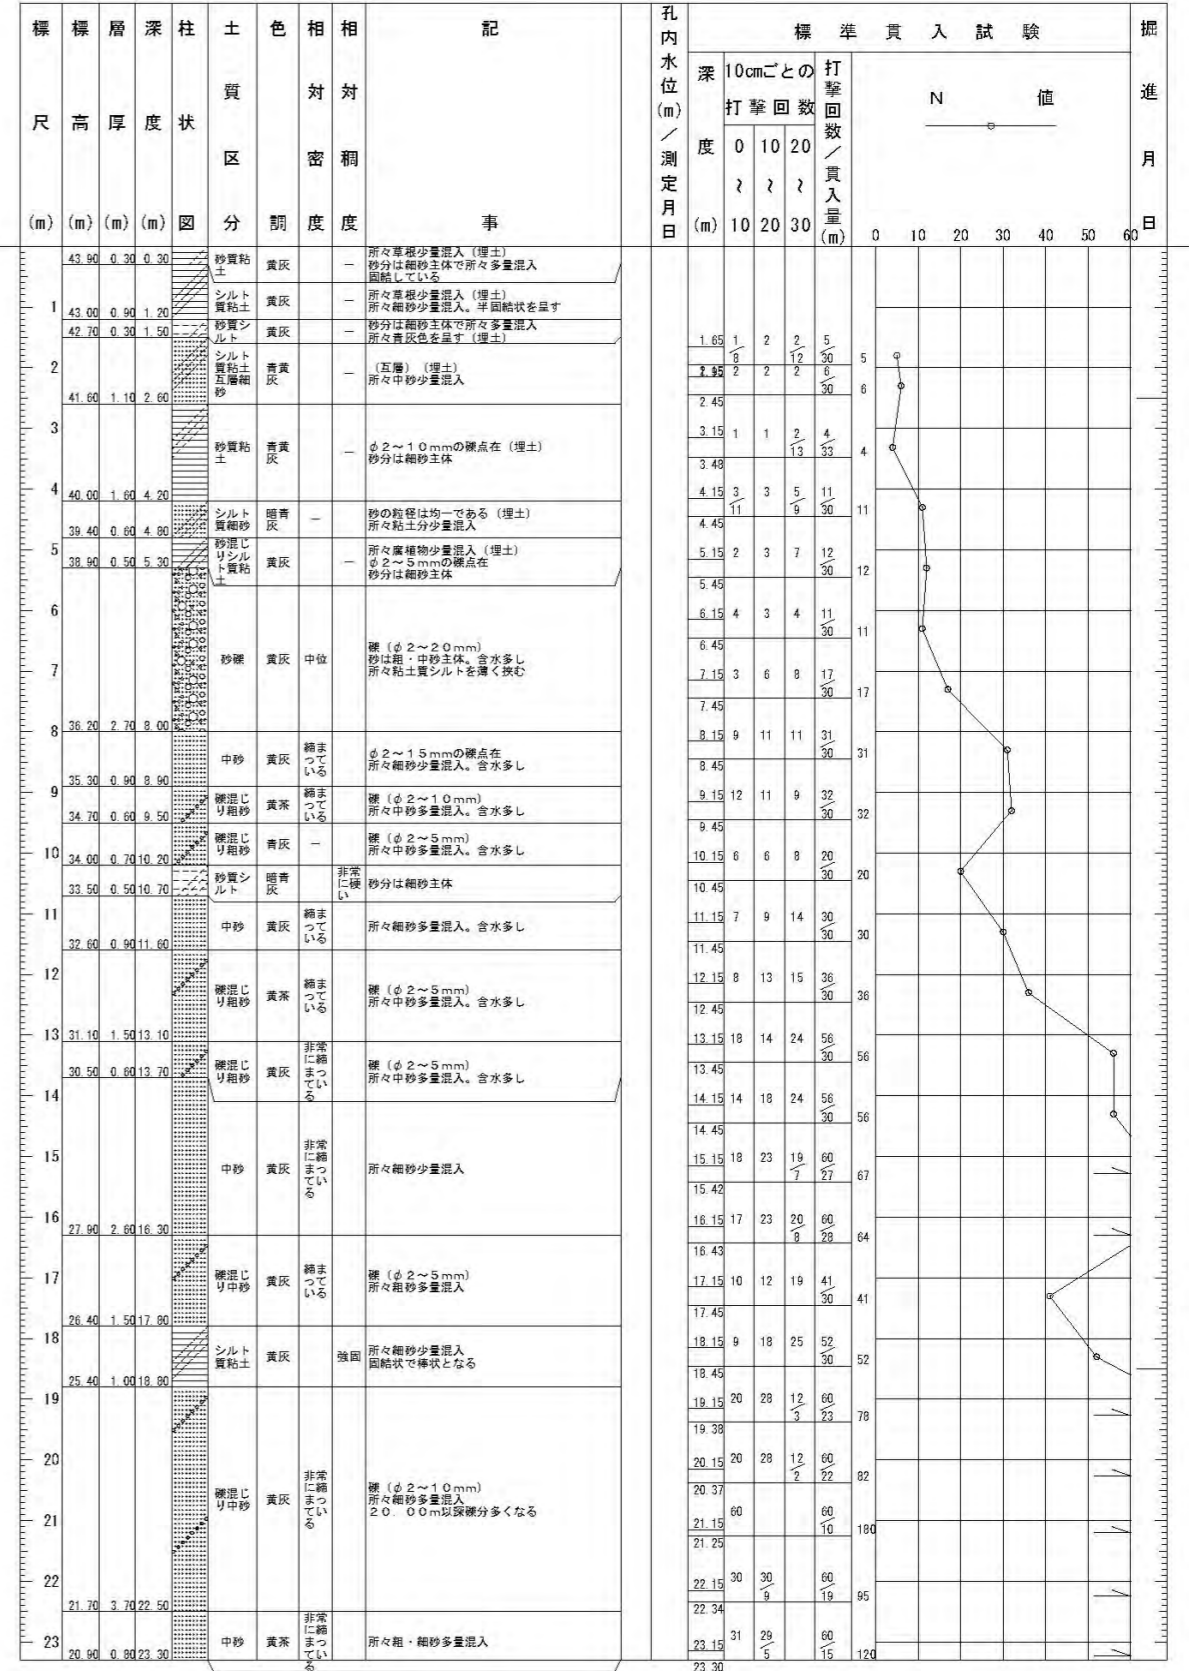 標尺(m) 標高(m) 層厚(m) 深度(m) 柱状図 土質区分 色調 相対密度 相対稠度 記事 孔内水位(m)／測定月日 標準貫入試験 掘進月日
深度(m) 10cmごとの打撃回数 打撃回数／貫入量(m) N 値
0〜10 10〜20 20〜30 0 10 20 30 40 50 60
43.90 0.30 0.30 砂質粘土 黄灰 － 所々草根少量混入（埋土）
砂分は細砂主体で所々多量混入
固結している
1 43.00 0.90 1.20 シルト質粘土 黄灰 － 所々草根少量混入（埋土）
所々細砂少量混入。半固結状を呈す
42.70 0.30 1.50 砂質シルト 黄灰 － 砂分は細砂主体で所々多量混入
所々青灰色を呈す（埋土）
2 41.60 1.10 2.60 シルト質粘土互層細砂 青黄灰 － （互層）（埋土）
所々中砂少量混入
3 40.00 1.60 4.20 砂質粘土 青黄灰 － φ2〜10mmの礫点在（埋土）
砂分は細砂主体
4 39.40 0.60 4.80 シルト質細砂 暗青灰 － 砂の粒径は均一である（埋土）
所々粘土分少量混入
5 38.90 0.50 5.30 砂混じりシルト質粘土 黄灰 － 所々腐植物少量混入（埋土）
φ2〜5mmの礫点在
砂分は細砂主体
6 7 8 36.20 2.70 8.00 砂礫 黄灰 中位 礫（φ2〜20mm）
砂は粗・中砂主体。含水多し
所々粘土質シルトを薄く挟む
35.30 0.90 8.90 中砂 黄灰 締まっている φ2〜15mmの礫点在
所々細砂少量混入。含水多し
9 34.70 0.60 9.50 礫混じり粗砂 黄茶 締まっている 礫（φ2〜10mm）
所々中砂多量混入。含水多し
10 34.00 0.70 10.20 礫混じり粗砂 青灰 － 礫（φ2〜5mm）
所々中砂多量混入。含水多し
33.50 0.50 10.70 砂質シルト 暗青灰 非常に硬い 砂分は細砂主体
11 32.60 0.90 11.60 中砂 黄灰 締まっている 所々細砂多量混入。含水多し
12 13 31.10 1.50 13.10 礫混じり粗砂 黄茶 締まっている 礫（φ2〜5mm）
所々中砂多量混入。含水多し
30.50 0.60 13.70 礫混じり粗砂 黄灰 非常に締まっている 礫（φ2〜5mm）
所々中砂多量混入。含水多し
14 15 16 27.90 2.60 16.30 中砂 黄灰 非常に締まっている 所々細砂少量混入
17 26.40 1.50 17.80 礫混じり中砂 黄灰 締まっている 礫（φ2〜5mm）
所々粗砂多量混入
18 25.40 1.00 18.80 シルト質粘土 黄灰 強固 所々細砂少量混入
固結状で棒状となる
19 20 21 22 21.70 3.70 22.50 礫混じり中砂 黄灰 非常に締まっている 礫（φ2〜10mm）
所々細砂多量混入
20.00m以深礫分多くなる
23 20.90 0.80 23.30 中砂 黄茶 非常に締まっている 所々粗・細砂多量混入
1.65 1/8 2 2/12 5/30 5
2 2 2 6/30 6
2.45
3.15 1 1 2/13 4/33 4
3.48
4.15 3/11 3 5/9 11/30 11
4.45
5.15 2 3 7 12/30 12
5.45
6.15 4 3 4 11/30 11
6.45
7.15 3 6 8 17/30 17
7.45
8.15 9 11 11 31/30 31
8.45
9.15 12 11 9 32/30 32
9.45
10.15 6 6 8 20/30 20
10.45
11.15 7 9 14 30/30 30
11.45
12.15 8 13 15 36/30 36
12.45
13.15 18 14 24 56/30 56
13.45
14.15 14 18 24 56/30 56
14.45
15.15 18 23 19/7 60/27 67
15.42
16.15 17 23 20/8 60/28 64
16.43
17.15 10 12 19 41/30 41
17.45
18.15 9 18 25 52/30 52
18.45
19.15 20 28 12/3 60/23 78
19.38
20.15 20 28 12/2 60/22 82
20.37
21.15 60 60/10 180
21.25
22.15 30 30/9 60/19 95
22.34
23.15 31 29/5 60/15 120
23.30